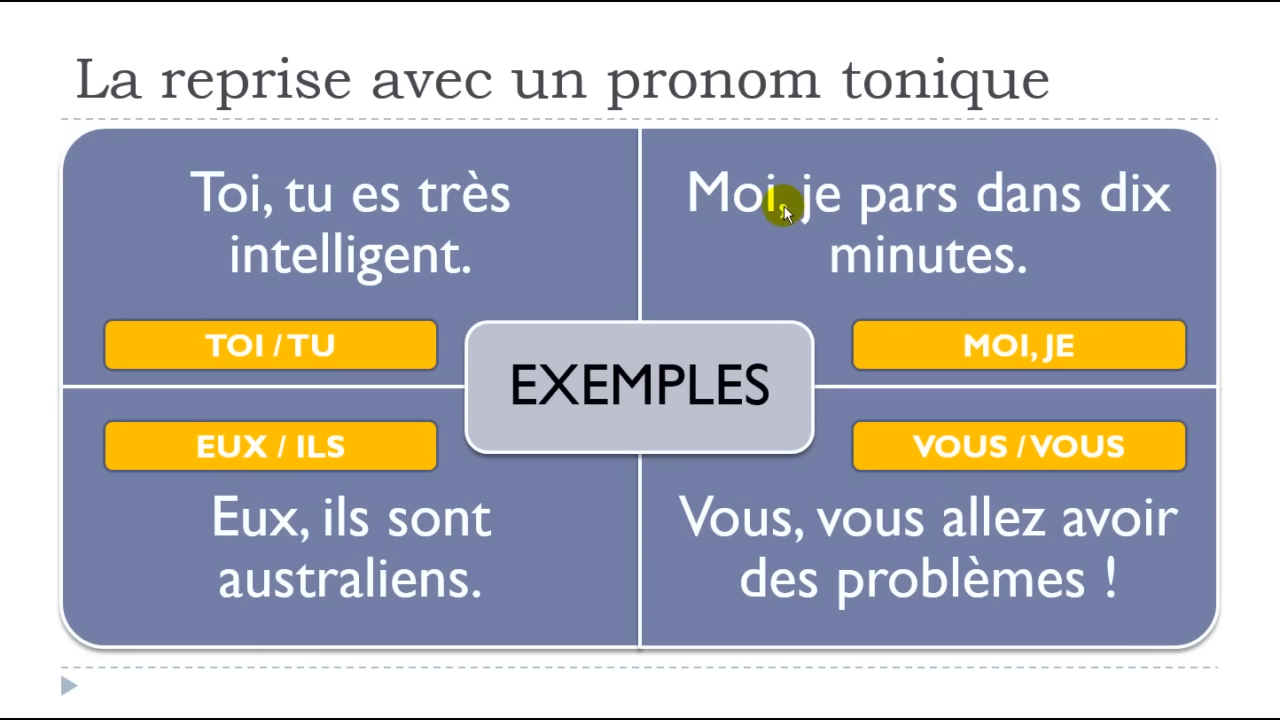 La reprise avec un pronom tonique
Toi, tu es très
intelligent.
TOI / TU
Moi, je pars dans dix
minutes.
MOI, JE
EXEMPLES
EUX / ILS
Eux, ils sont
australiens.
VOUS / VOUS
Vous, vous allez avoir
des problèmes !